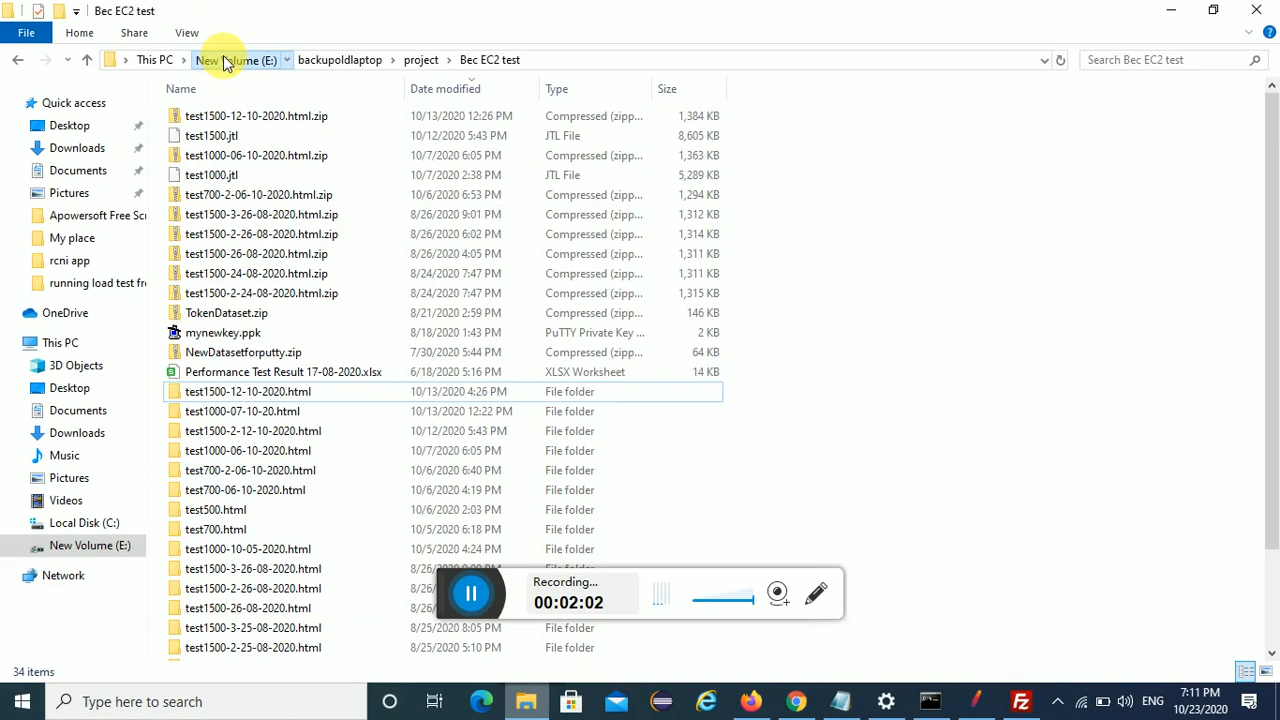 Bec EC2 test
File Home Share View
This PC New Volume (E:) backupoldlaptop project Bec EC2 test Search Bec EC2 test
Name Date modified Type Size
Quick access
Desktop
Downloads
Documents
Pictures
Apowersoft Free Scr
My place
rcni app
running load test fr
OneDrive
This PC
3D Objects
Desktop
Documents
Downloads
Music
Pictures
Videos
Local Disk (C:)
New Volume (E:)
Network
test1500-12-10-2020.html.zip 10/13/2020 12:26 PM Compressed (zipp... 1,384 KB
test1500.jtl 10/12/2020 5:43 PM JTL File 8,605 KB
test1000-06-10-2020.html.zip 10/7/2020 6:05 PM Compressed (zipp... 1,363 KB
test1000.jtl 10/7/2020 2:38 PM JTL File 5,289 KB
test700-2-06-10-2020.html.zip 10/6/2020 6:53 PM Compressed (zipp... 1,294 KB
test1500-3-26-08-2020.html.zip 8/26/2020 9:01 PM Compressed (zipp... 1,312 KB
test1500-2-26-08-2020.html.zip 8/26/2020 6:02 PM Compressed (zipp... 1,314 KB
test1500-26-08-2020.html.zip 8/26/2020 4:05 PM Compressed (zipp... 1,311 KB
test1500-24-08-2020.html.zip 8/24/2020 7:47 PM Compressed (zipp... 1,311 KB
test1500-2-24-08-2020.html.zip 8/24/2020 7:47 PM Compressed (zipp... 1,315 KB
TokenDataset.zip 8/21/2020 2:59 PM Compressed (zipp... 146 KB
mynewkey.ppk 8/18/2020 1:43 PM PuTTY Private Key ... 2 KB
NewDatasetforputty.zip 7/30/2020 5:44 PM Compressed (zipp... 64 KB
Performance Test Result 17-08-2020.xlsx 6/18/2020 5:16 PM XLSX Worksheet 14 KB
test1500-12-10-2020.html 10/13/2020 4:26 PM File folder
test1000-07-10-20.html 10/13/2020 12:22 PM File folder
test1500-2-12-10-2020.html 10/12/2020 5:43 PM File folder
test1000-06-10-2020.html 10/7/2020 6:05 PM File folder
test700-2-06-10-2020.html 10/6/2020 6:40 PM File folder
test700-06-10-2020.html 10/6/2020 4:19 PM File folder
test500.html 10/6/2020 2:03 PM File folder
test700.html 10/5/2020 6:18 PM File folder
test1000-10-05-2020.html 10/5/2020 4:24 PM File folder
test1500-3-26-08-2020.html
test1500-2-26-08-2020.html
test1500-26-08-2020.html
test1500-3-25-08-2020.html 8/25/2020 8:05 PM File folder
test1500-2-25-08-2020.html 8/25/2020 5:10 PM File folder
Recording...
00:02:02
34 items
Type here to search
ENG
7:11 PM
10/23/2020